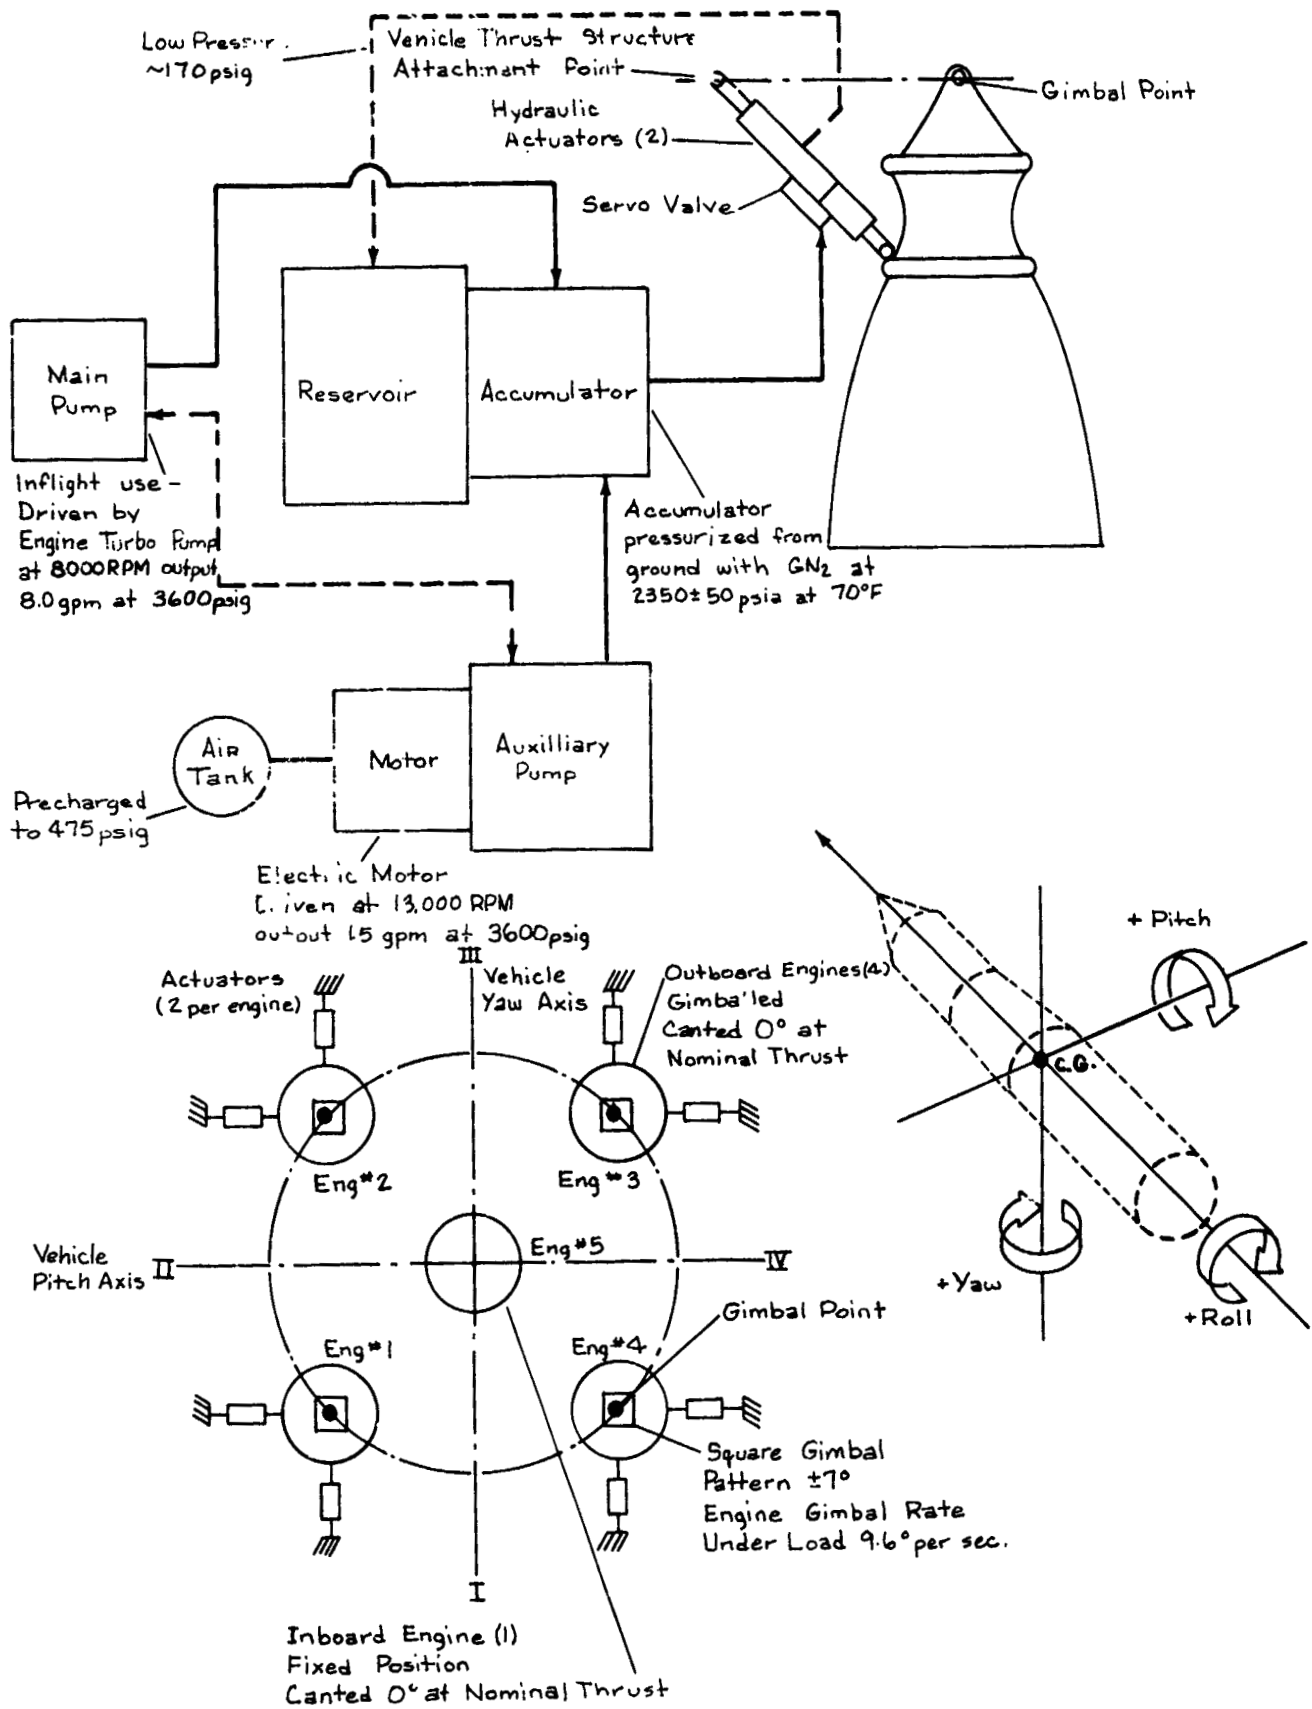 Low Pressur
~170 psig
Venicle Thrust Structure
Attachmant Point
Gimbal Point
Hydraulic
Actuators (2)
Servo Valve
Main
Pump
Reservoir
Accumulator
Inflight use -
Driven by
Engine Turbo Pump
at 8000 RPM output
8.0 gpm at 3600 psig
Accumulator
pressurized from
ground with GN2 at
2350±50 psia at 70°F
Air
Tank
Motor
Auxilliary
Pump
Precharged
to 475 psig
Motor
at 13,000 RPM
1.5 gpm at 3600 psig
+ Pitch
C.G.
+Yaw
+Roll
III
Actuators
(2 per engine)
Vehicle
Yaw Axis
Outboard Engines (4)
Gimba'led
Canted 0° at
Nominal Thrust
Eng #2
Eng #3
Vehicle
Pitch Axis
II
Eng #5
IV
Gimbal Point
Eng #1
Eng #4
Square Gimbal
Pattern ±7°
Engine Gimbal Rate
Under Load 9.6° per sec.
I
Inboard Engine (1)
Fixed Position
Canted 0° at Nominal Thrust